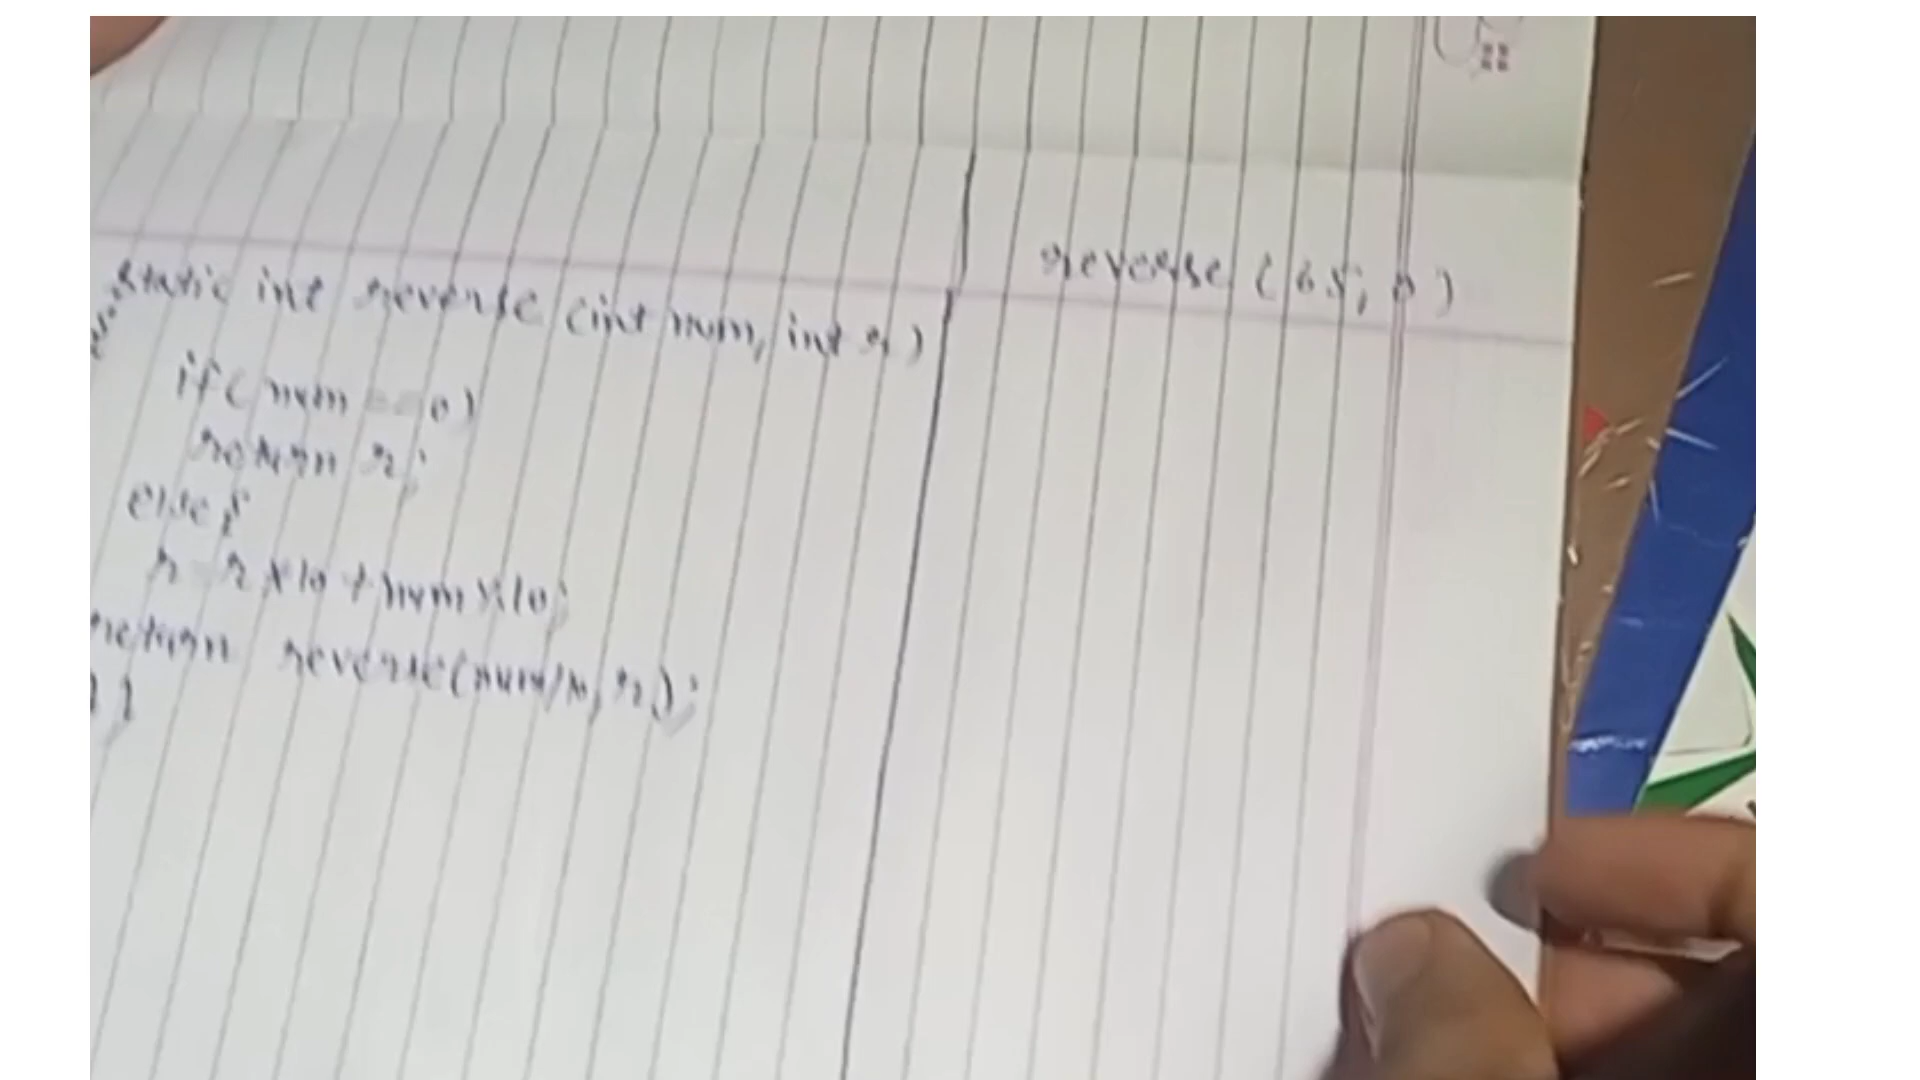 static int reverse (int num, int r)
{
if (num == 0)
return r;
else {
r = r*10 + num%10;
return reverse(num/10, r);
} }
reverse (65, 0)